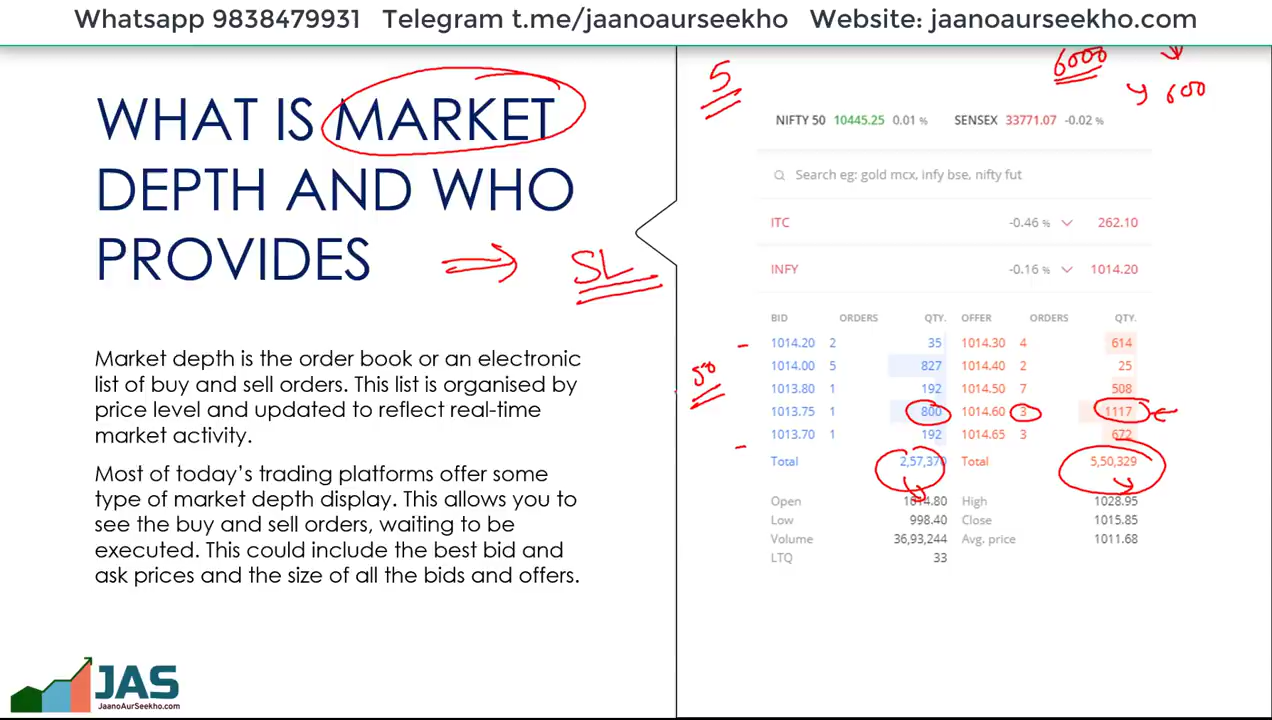 Whatsapp 9838479931 Telegram t.me/jaanoaurseekho Website: jaanoaurseekho.com
WHAT IS MARKET
DEPTH AND WHO
PROVIDES
SL
Market depth is the order book or an electronic
list of buy and sell orders. This list is organised by
price level and updated to reflect real-time
market activity.
Most of today’s trading platforms offer some
type of market depth display. This allows you to
see the buy and sell orders, waiting to be
executed. This could include the best bid and
ask prices and the size of all the bids and offers.
JAS
JaanoAurSeekho.com
5
6000
600
NIFTY 50 10445.25 0.01 % SENSEX 33771.07 -0.02 %
Search eg: gold mcx, infy bse, nifty fut
ITC -0.46 % 262.10
INFY -0.16 % 1014.20
BID ORDERS QTY. OFFER ORDERS QTY.
1014.20 2 35 1014.30 4 614
1014.00 5 827 1014.40 2 25
1013.80 1 192 1014.50 7 508
1013.75 1 800 1014.60 3 1117
1013.70 1 192 1014.65 3 672
Total 2,57,370 Total 5,50,329
Open 1014.80 High 1028.95
Low 998.40 Close 1015.85
Volume 36,93,244 Avg. price 1011.68
LTQ 33